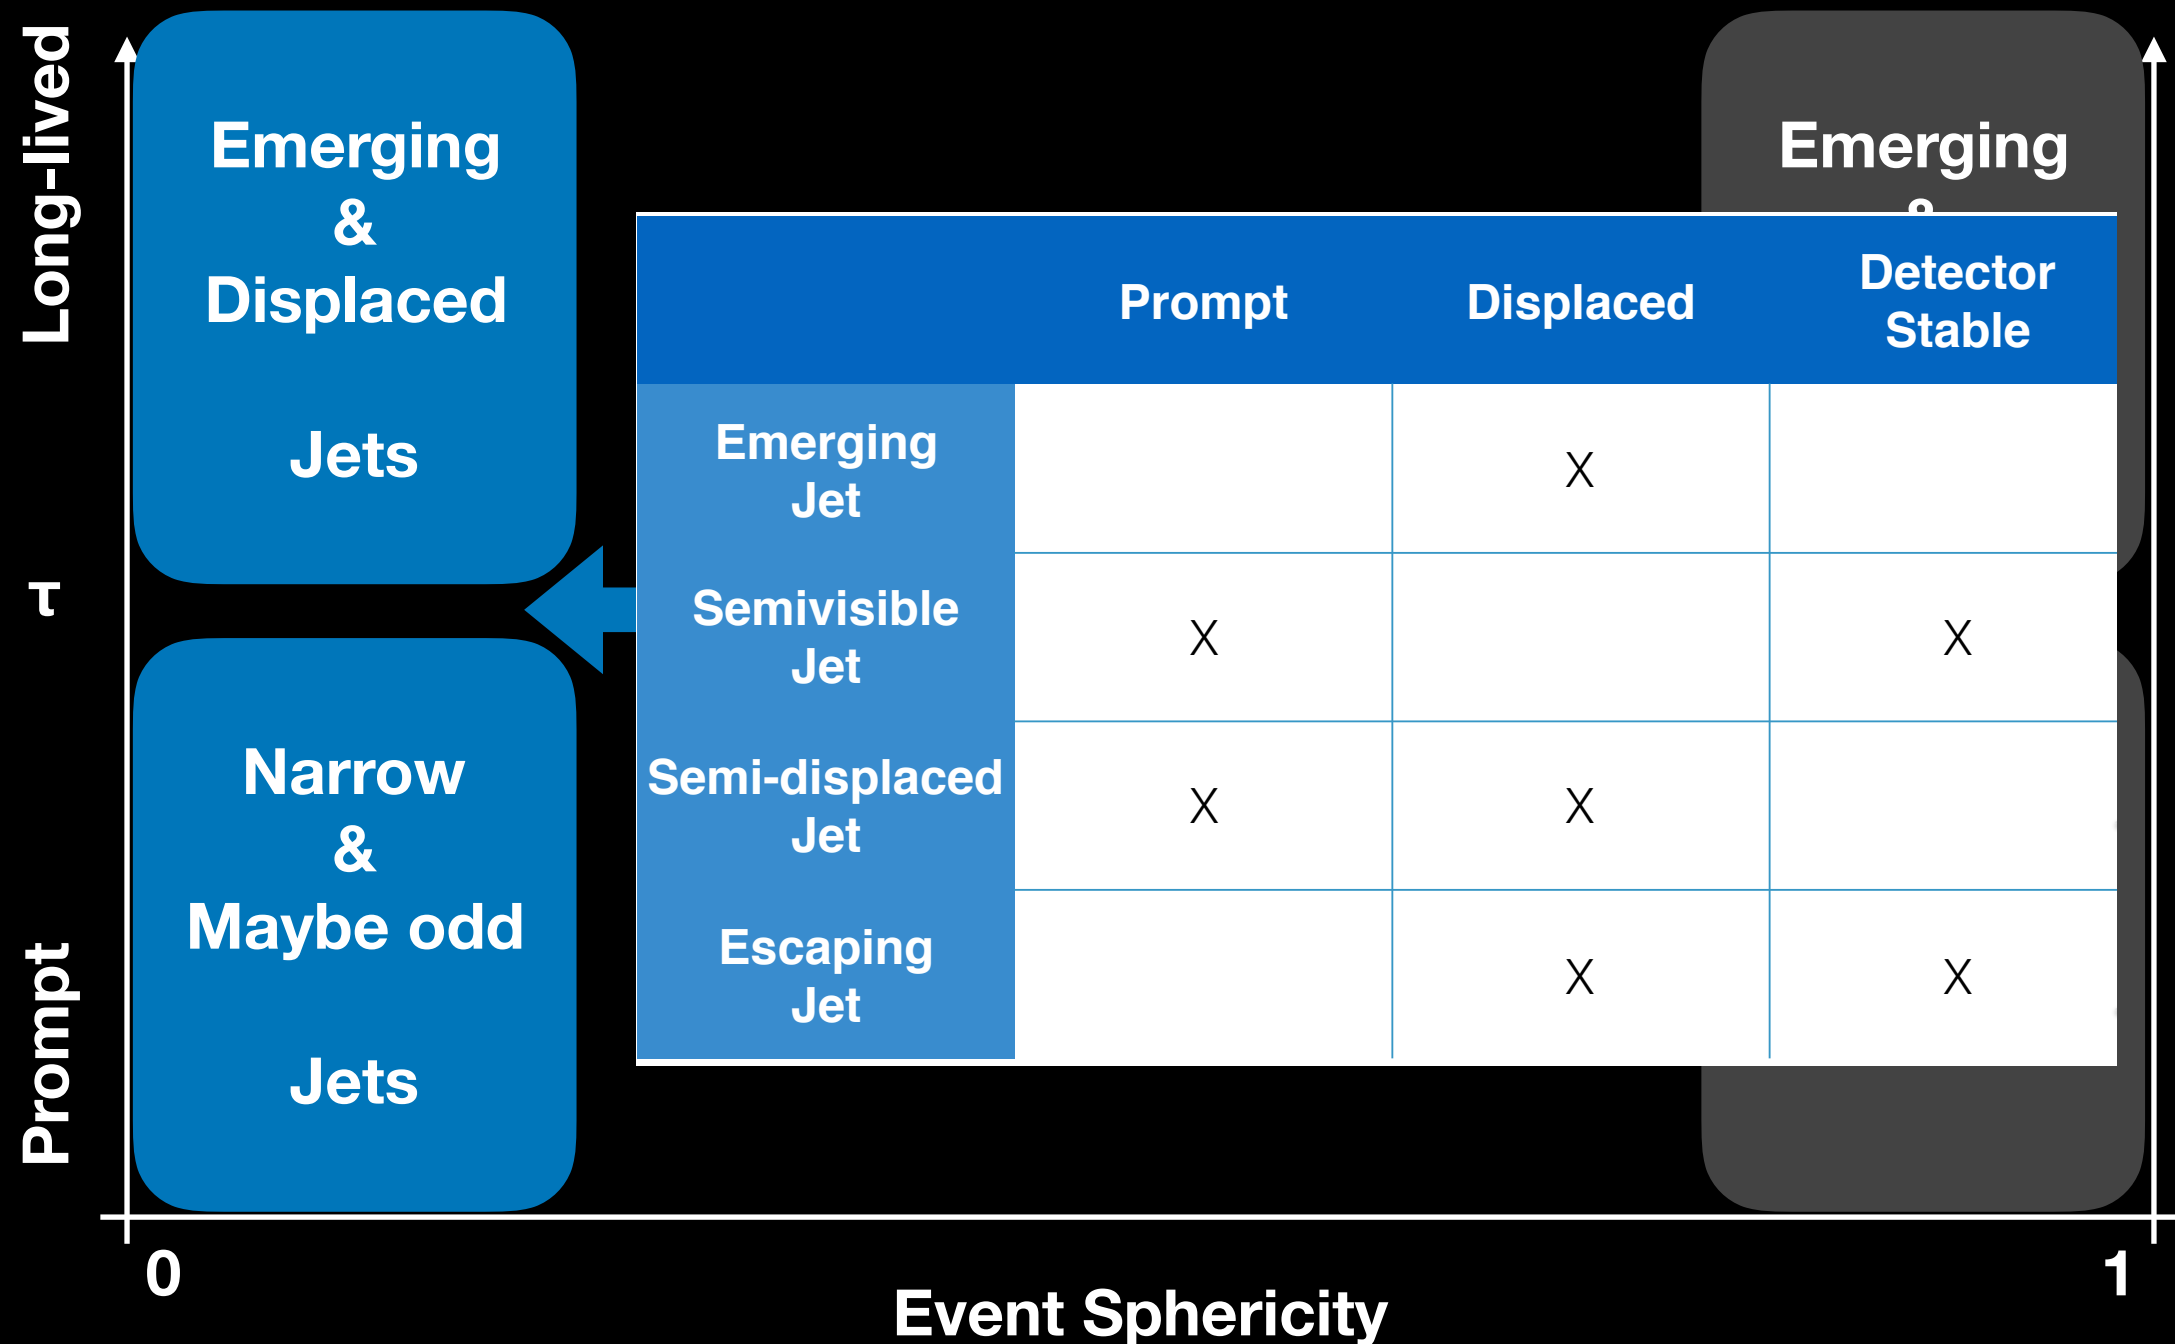 Long-lived
τ
Prompt
Emerging
&
Displaced
Jets
Narrow
&
Maybe odd
Jets
Emerging
Prompt Displaced Detector
Stable
Emerging
Jet
X
Semivisible
Jet
X X
Semi-displaced
Jet
X X
Escaping
Jet
X X
0
1
Event Sphericity